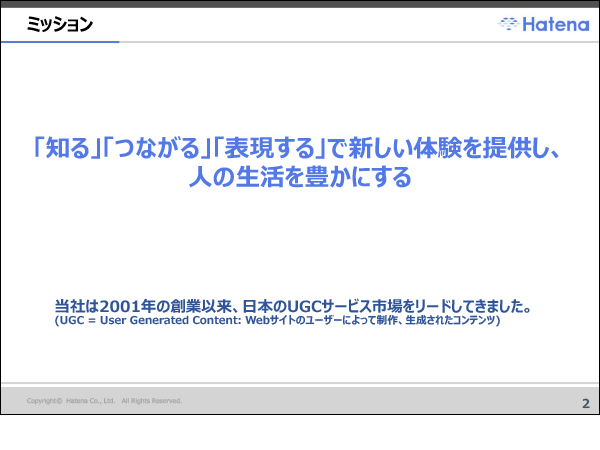 ミッション
Hatena
「知る」「つながる」「表現する」で新しい体験を提供し、
人の生活を豊かにする
当社は2001年の創業以来、日本のUGCサービス市場をリードしてきました。
(UGC = User Generated Content: Webサイトのユーザーによって制作、生成されたコンテンツ)
Copyright© Hatena Co., Ltd. All Rights Reserved.
2